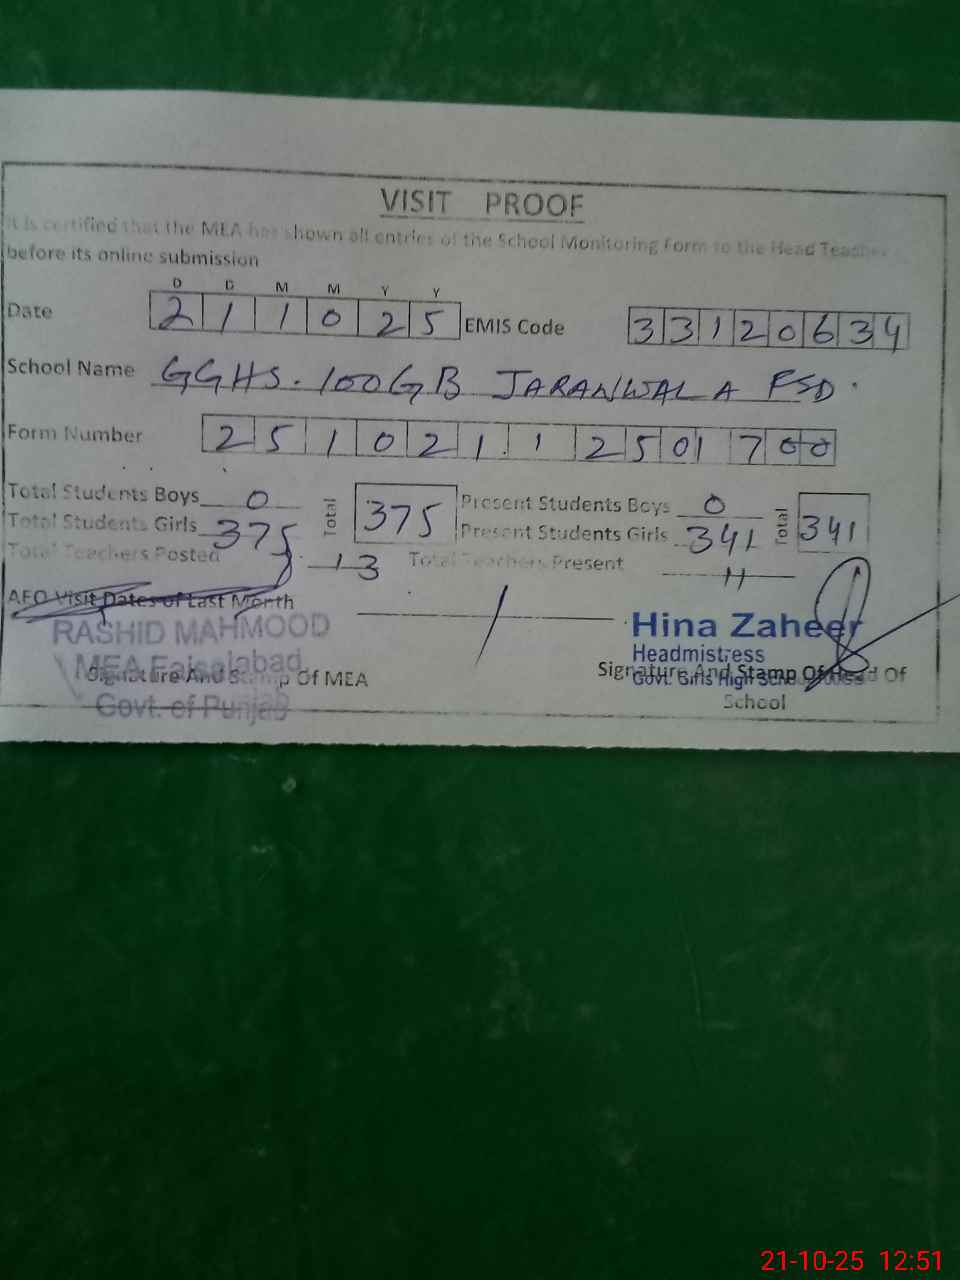 VISIT PROOF
It is certified that the MEA has shown all entries of the School Monitoring Form to the Head Teacher
before its online submission
D D M M Y Y
Date 2 1 1 0 2 5 EMIS Code 3 3 1 2 0 6 3 4
School Name GGHS. 100GB JARANWALA FSD.
Form Number 2 5 1 0 2 1 1 2 5 0 1 7 0 0
Total Students Boys 0 Total 375 Present Students Boys 0 Total 341
Total Students Girls 375 Present Students Girls 341
Total Teachers Posted 13 Total Teachers Present 11
AEO Visit Dates of Last Month
RASHID MAHMOOD
MEA Faisalabad
Govt. of Punjab
Signature And Stamp Of MEA
Hina Zaheer
Headmistress
Govt. Girls High School
Signature And Stamp Of Head Of
School
21-10-25 12:51